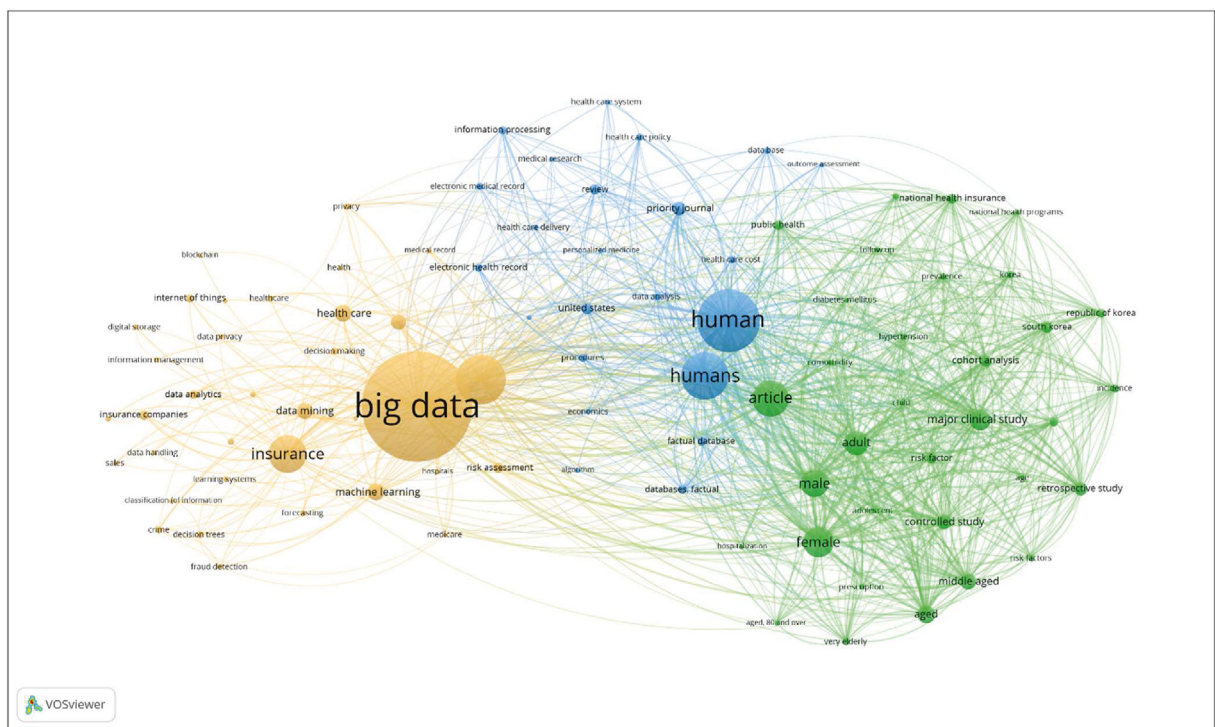 health care system
information processing
health care policy
data base
medical research
outcome assessment
electronic medical record
review
national health insurance
privacy
priority journal
national health programs
health care delivery
public health
medical record
personalized medicine
follow up
blockchain
health care cost
health
electronic health record
prevalence
korea
internet of things
healthcare
data analysis
diabetes mellitus
health care
united states
republic of korea
digital storage
human
south korea
data privacy
hypertension
information management
decision making
procedures
comorbidity
cohort analysis
humans
incidence
data analytics
big data
article
child
insurance companies
data mining
economics
major clinical study
factual database
adult
data handling
insurance
risk factor
sales
hospitals
risk assessment
algorithm
learning systems
male
age
machine learning
databases, factual
retrospective study
classification (of information)
forecasting
adolescent
controlled study
crime
decision trees
medicare
female
hospitalization
risk factors
fraud detection
prescription
middle aged
aged
aged, 80 and over
very elderly
VOSviewer